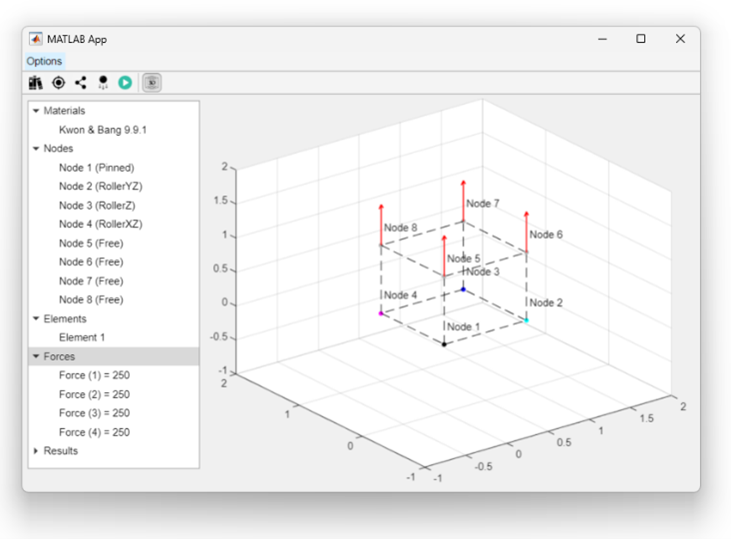 MATLAB App
Options
Materials
Kwon & Bang 9.9.1
Nodes
Node 1 (Pinned)
Node 2 (RollerYZ)
Node 3 (RollerZ)
Node 4 (RollerXZ)
Node 5 (Free)
Node 6 (Free)
Node 7 (Free)
Node 8 (Free)
Elements
Element 1
Forces
Force (1) = 250
Force (2) = 250
Force (3) = 250
Force (4) = 250
Results
2
1.5
1
0.5
0
-0.5
-1
2
1
0
-1
-1
-0.5
0
0.5
1
1.5
2
Node 7
Node 8
Node 6
Node 5
Node 3
Node 4
Node 2
Node 1
3D